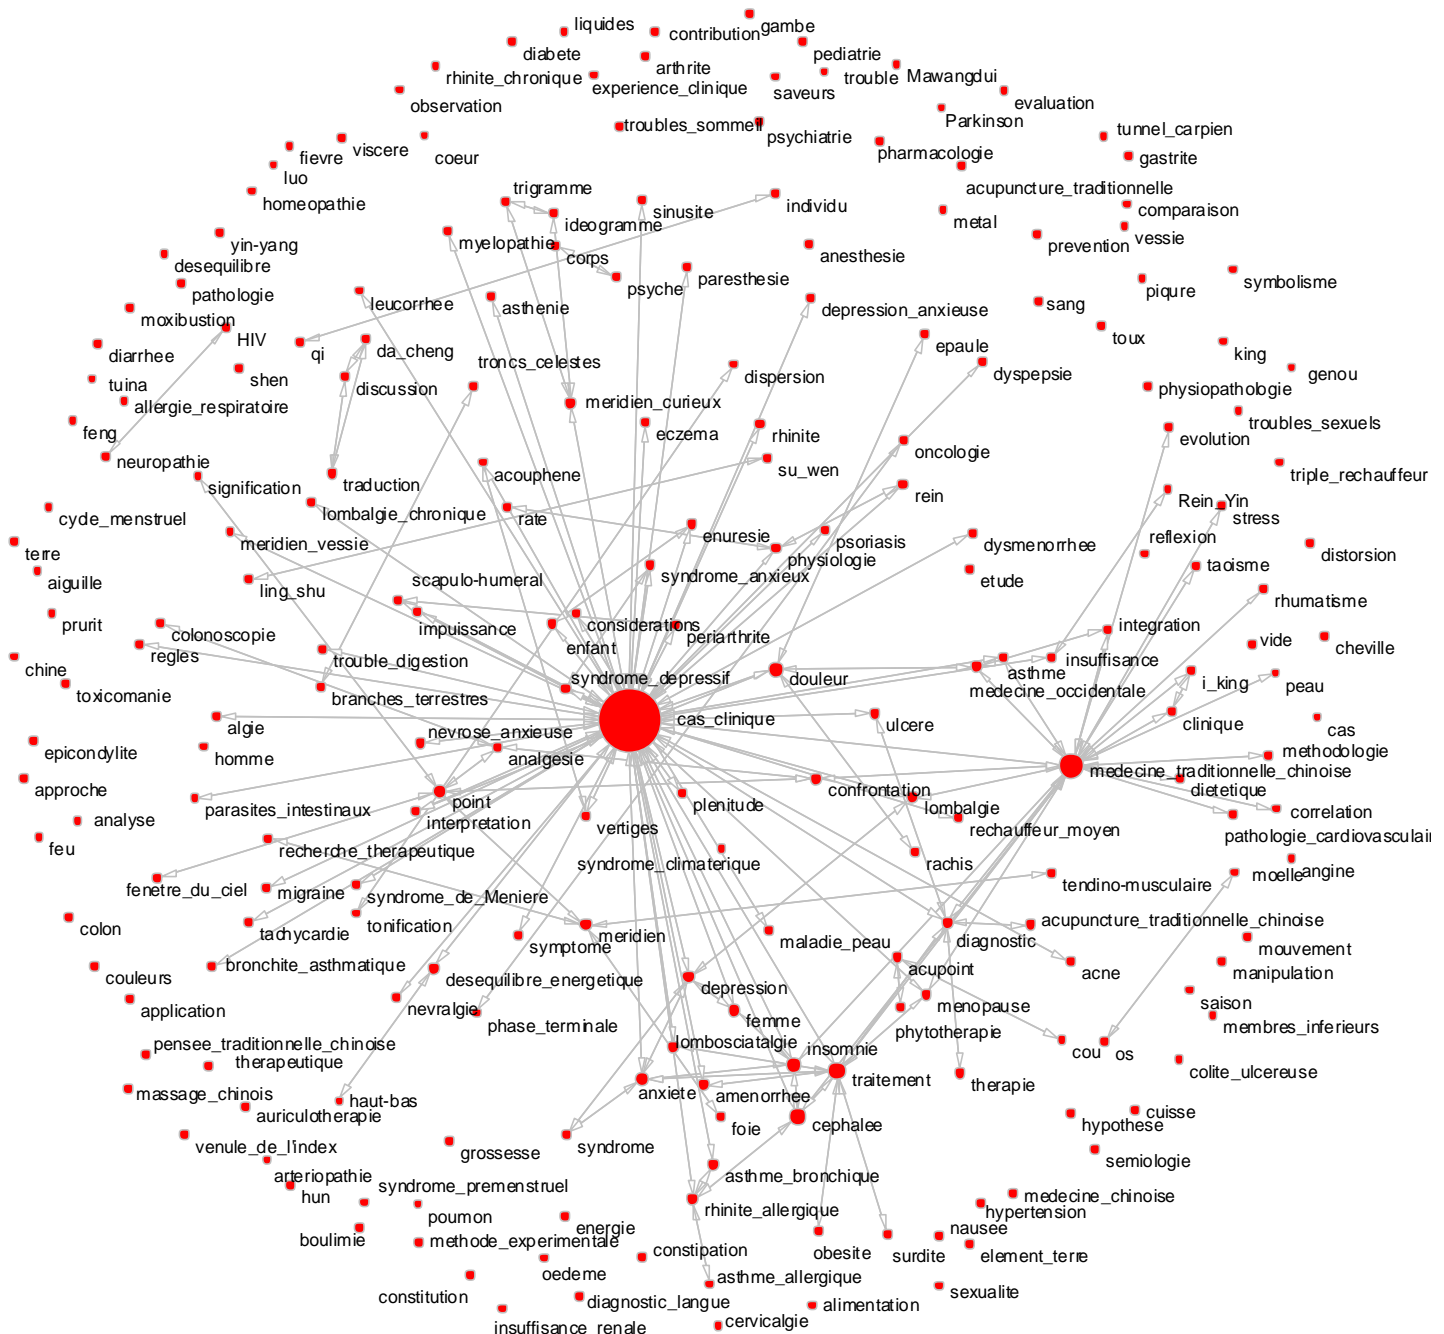 liquides
gambe
contribution
diabete
pediatrie
arthrite
rhinite_chronique
experience_clinique
trouble
Mawangdui
saveurs
observation
evaluation
Parkinson
troubles_sommeil
psychiatrie
tunnel_carpien
viscere
coeur
fievre
pharmacologie
gastrite
luo
homeopathie
trigramme
acupuncture_traditionnelle
sinusite
individu
comparaison
ideogramme
metal
yin-yang
myelopathie
vessie
prevention
corps
anesthesie
desequilibre
paresthesie
psyche
piqure
symbolisme
pathologie
leucorrhee
asthenie
depression_anxieuse
sang
moxibustion
HIV
toux
epaule
qi
da_cheng
diarrhee
king
troncs_celestes
dyspepsie
shen
dispersion
genou
tuina
discussion
physiopathologie
allergie_respiratoire
meridien_curieux
troubles_sexuels
feng
eczema
rhinite
evolution
oncologie
neuropathie
su_wen
acouphene
triple_rechauffeur
signification
traduction
rein
Rein_Yin
lombalgie_chronique
rate
stress
cyde_menstruel
enuresie
psoriasis
reflexion
meridien_vessie
dysmenorrhee
terre
physiologie
distorsion
syndrome_anxieux
etude
taoisme
aiguille
scapulo-humeral
ling_shu
rhumatisme
prurit
considerations
impuissance
integration
colonoscopie
periarthrite
enfant
vide
cheville
regles
trouble_digestion
insuffisance
asthme
chine
syndrome_depressif
douleur
i_king
peau
toxicomanie
branches_terrestres
medecine_occidentale
cas_clinique
ulcere
clinique
algie
nevrose_anxieuse
cas
epicondylite
homme
analgesie
methodologie
medecine_traditionnelle_chinoise
approche
confrontation
dietetique
parasites_intestinaux
point
plenitude
lombalgie
correlation
analyse
interpretation
vertiges
rechauffeur_moyen
pathologie_cardiovasculair
feu
recherche_therapeutique
syndrome_climaterique
rachis
moelle
angine
fenetre_du_ciel
migraine
syndrome_de_Meniere
tendino-musculaire
colon
tachycardie
tonification
meridien
acupuncture_traditionnelle_chinoise
symptome
maladie_peau
diagnostic
mouvement
bronchite_asthmatique
acupoint
couleurs
desequilibre_energetique
acne
manipulation
depression
application
nevralgie
menopause
saison
phase_terminale
femme
phytotherapie
membres_inferieurs
pensee_traditionnelle_chinoise
lombosciatalgie
insomnie
cou
os
therapeutique
colite_ulcereuse
traitement
therapie
massage_chinois
anxiete
amenorrhee
haut-bas
auriculotherapie
cuisse
foie
cephalee
hypothese
venule_de_l'index
grossesse
syndrome
semiologie
arteriopathie
asthme_bronchique
syndrome_premenstruel
hun
medecine_chinoise
poumon
rhinite_allergique
hypertension
energie
nausee
boulimie
methode_experimentale
constipation
obesite
surdite
element_terre
oedeme
asthme_allergique
constitution
sexualite
diagnostic_langue
alimentation
insuffisance_renale
cervicalgie